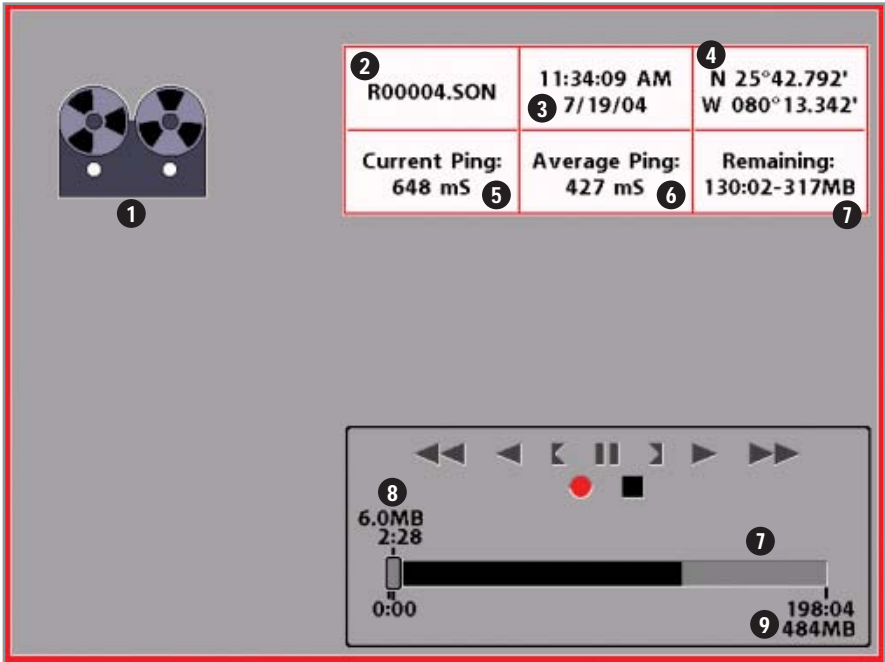 1
2
R00004.SON
11:34:09 AM
3 7/19/04
4
N 25°42.792'
W 080°13.342'
Current Ping:
648 mS 5
Average Ping:
427 mS 6
Remaining:
130:02-317MB
7
8
6.0MB
2:28
7
0:00
198:04
9 484MB